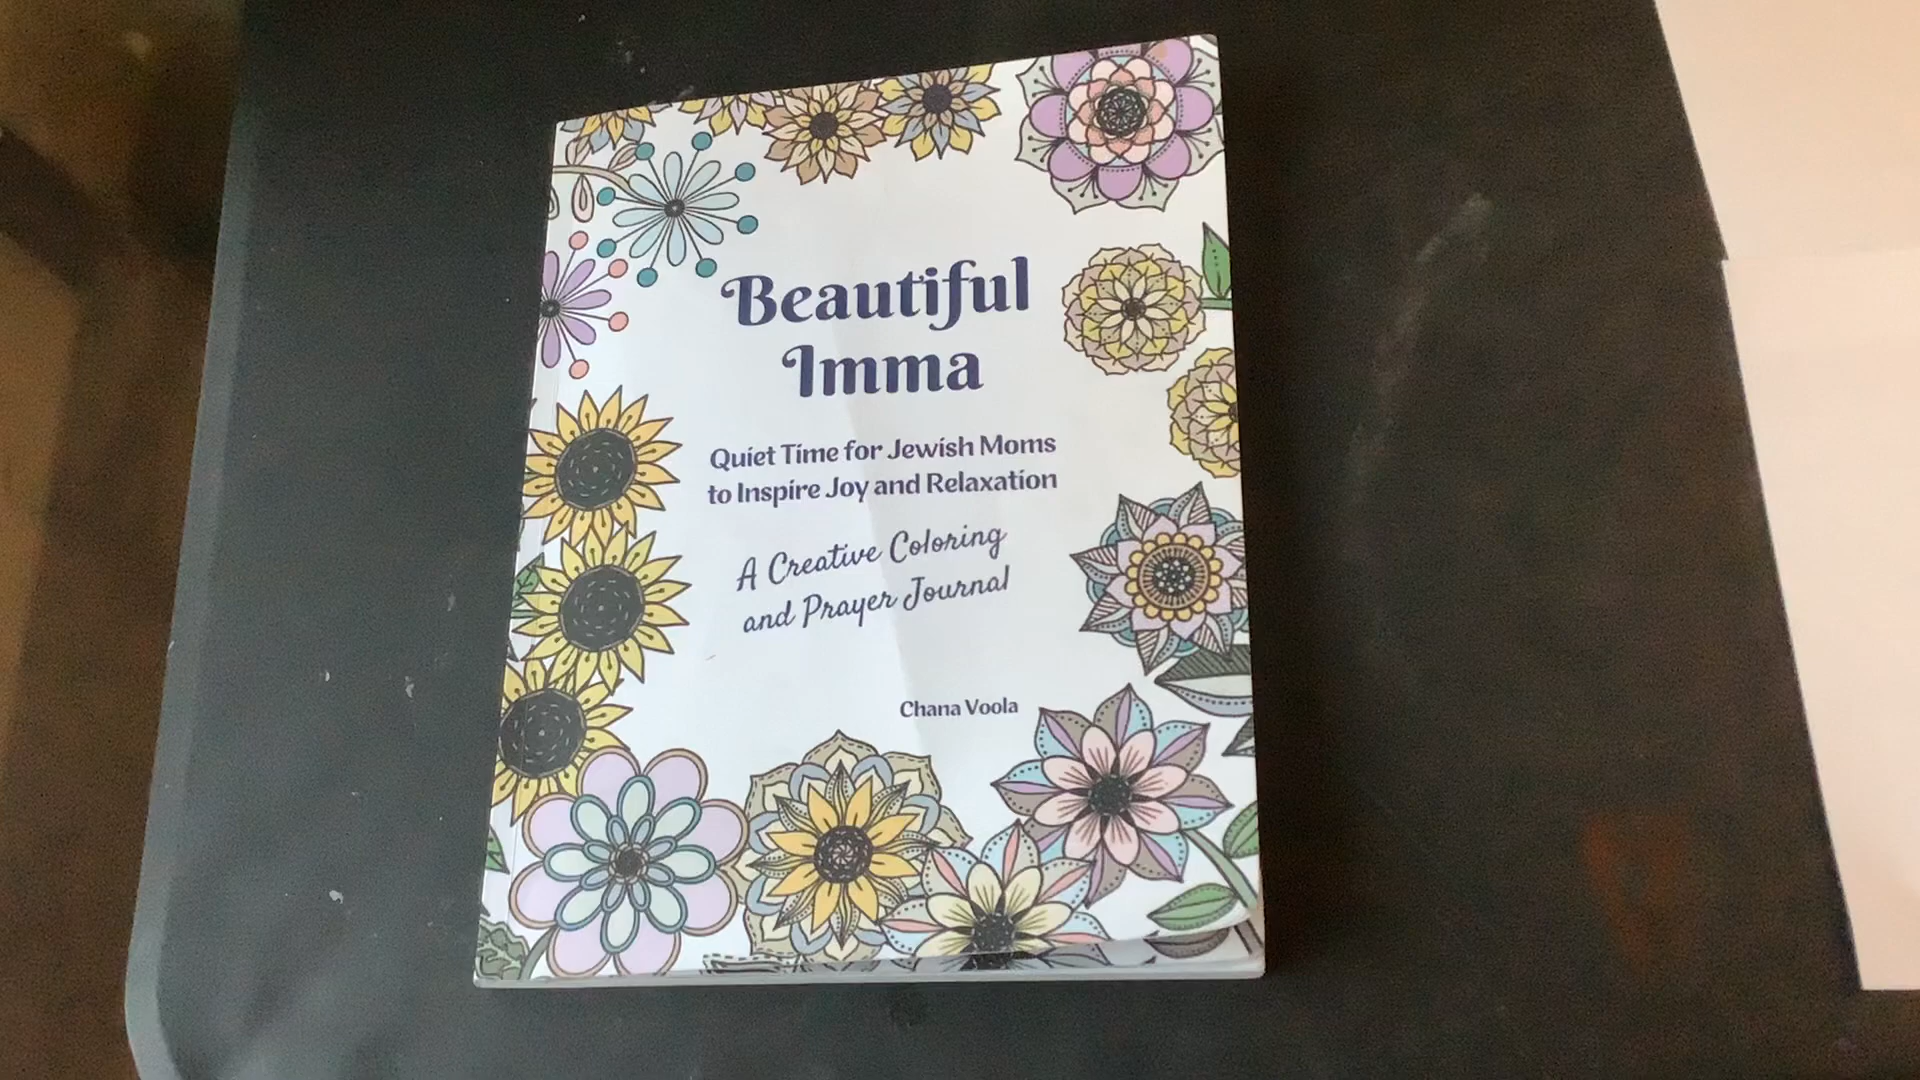 Beautiful
Imma
Quiet Time for Jewish Moms
to Inspire Joy and Relaxation
A Creative Coloring
and Prayer Journal
Chana Voola